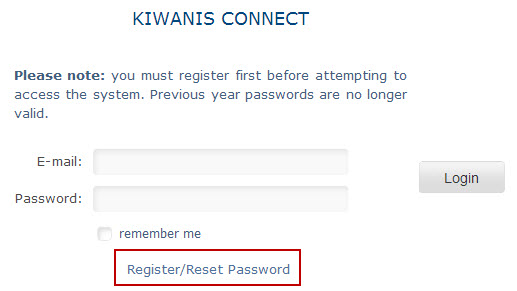 KIWANIS CONNECT
Please note: you must register first before attempting to
access the system. Previous year passwords are no longer
valid.
E-mail:
Password:
Login
remember me
Register/Reset Password